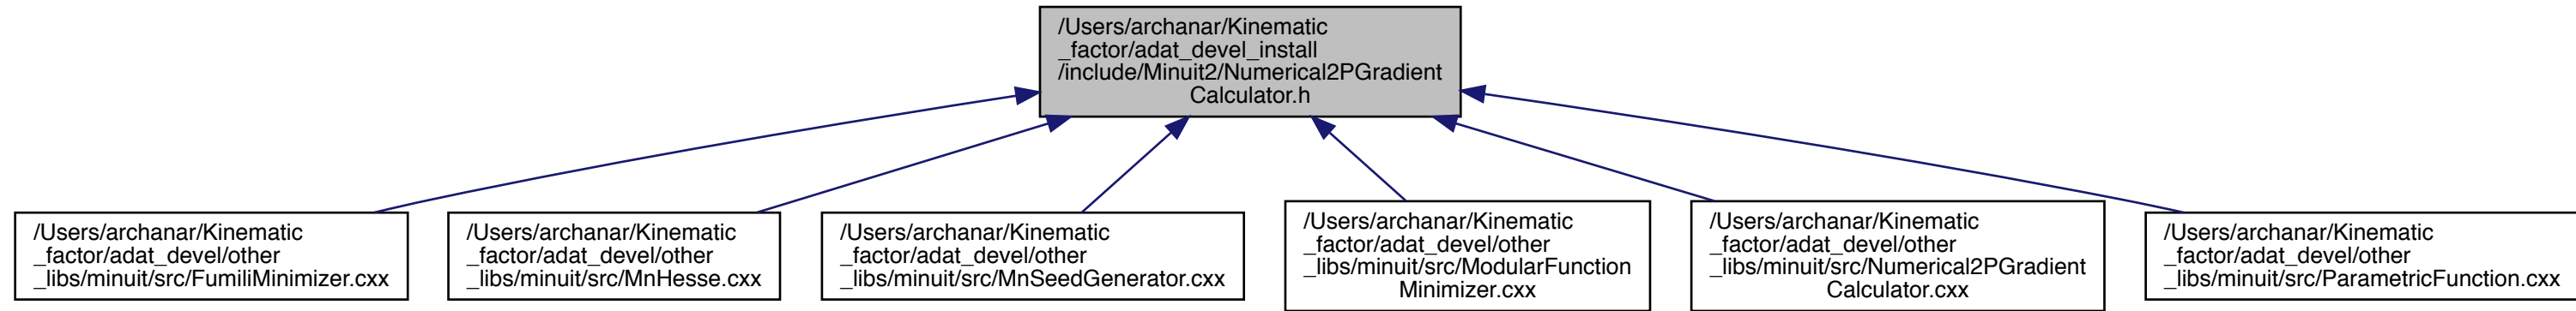 /Users/archanar/Kinematic
_factor/adat_devel_install
/include/Minuit2/Numerical2PGradient
Calculator.h
/Users/archanar/Kinematic
_factor/adat_devel/other
_libs/minuit/src/FumiliMinimizer.cxx
/Users/archanar/Kinematic
_factor/adat_devel/other
_libs/minuit/src/MnHesse.cxx
/Users/archanar/Kinematic
_factor/adat_devel/other
_libs/minuit/src/MnSeedGenerator.cxx
/Users/archanar/Kinematic
_factor/adat_devel/other
_libs/minuit/src/ModularFunction
Minimizer.cxx
/Users/archanar/Kinematic
_factor/adat_devel/other
_libs/minuit/src/Numerical2PGradient
Calculator.cxx
/Users/archanar/Kinematic
_factor/adat_devel/other
_libs/minuit/src/ParametricFunction.cxx